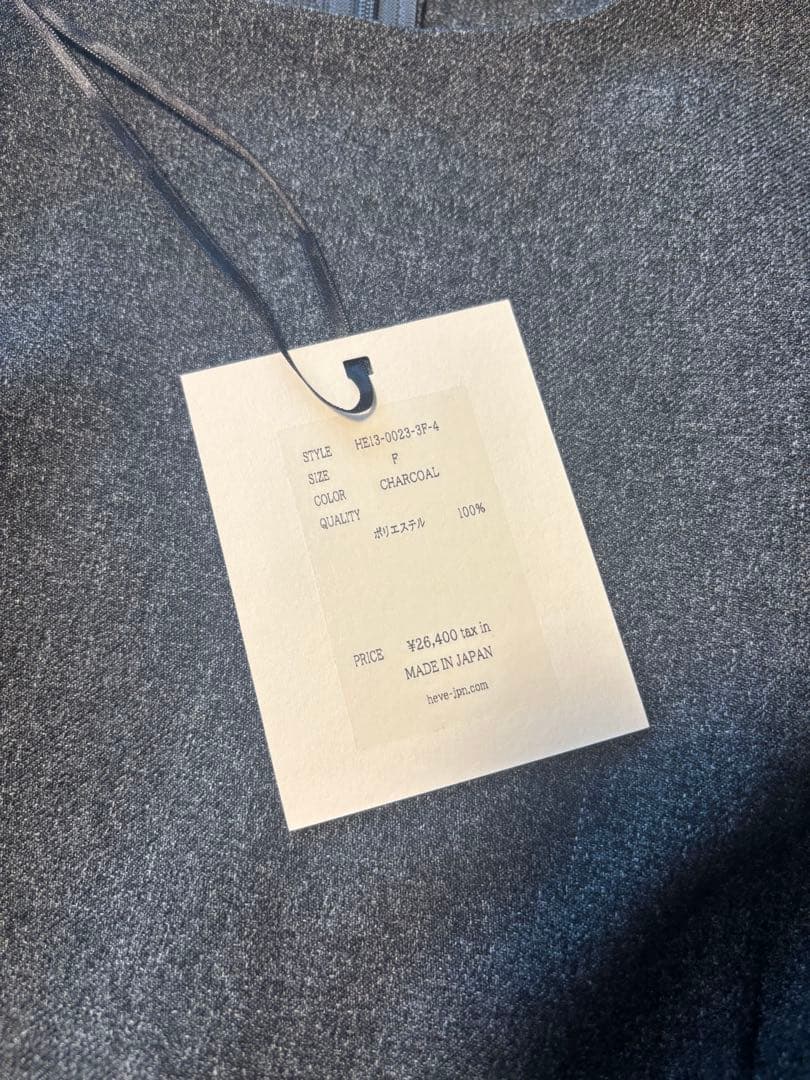 STYLE HE13-0023-3F-4
SIZE F
COLOR CHARCOAL
QUALITY
ポリエステル 100%
PRICE ¥26,400 tax in
MADE IN JAPAN
heve-jpn.com